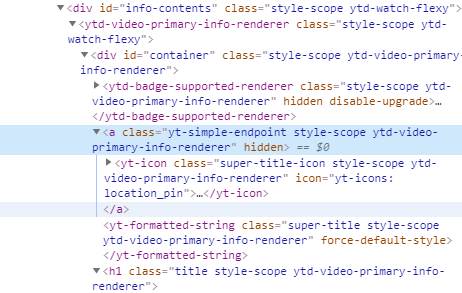 ▼<div id="info-contents" class="style-scope ytd-watch-flexy">
▼<ytd-video-primary-info-renderer class="style-scope ytd-
watch-flexy">
▼<div id="container" class="style-scope ytd-video-primary-
info-renderer">
▶<ytd-badge-supported-renderer class="style-scope ytd-
video-primary-info-renderer" hidden disable-upgrade>…
</ytd-badge-supported-renderer>
▼<a class="yt-simple-endpoint style-scope ytd-video-
primary-info-renderer" hidden> == $0
▶<yt-icon class="super-title-icon style-scope ytd-
video-primary-info-renderer" icon="yt-icons:
location_pin">…</yt-icon>
</a>
<yt-formatted-string class="super-title style-scope
ytd-video-primary-info-renderer" force-default-style>
</yt-formatted-string>
▼<h1 class="title style-scope ytd-video-primary-info-
renderer">